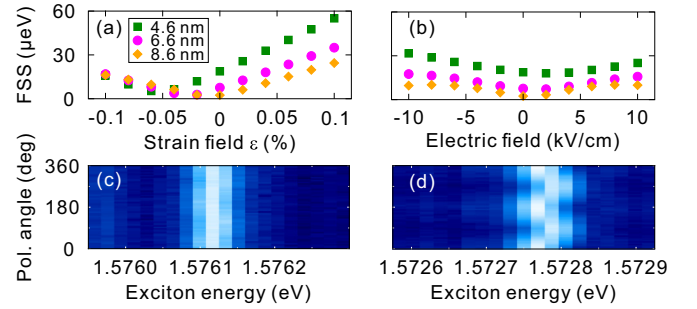 (a)
4.6 nm
6.6 nm
8.6 nm
(b)
FSS (µeV)
60
30
0
-0.1 -0.05 0 0.05 0.1
-10 -5 0 5 10
Strain field ε (%)
Electric field (kV/cm)
(c)
(d)
Pol. angle (deg)
360
180
0
1.5760 1.5761 1.5762
1.5726 1.5727 1.5728 1.5729
Exciton energy (eV)
Exciton energy (eV)